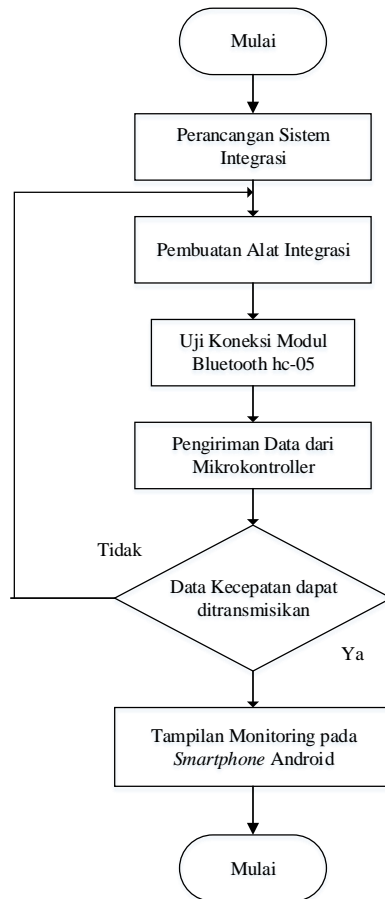 Mulai
Perancangan Sistem
Integrasi
Pembuatan Alat Integrasi
Uji Koneksi Modul
Bluetooth hc-05
Pengiriman Data dari
Mikrokontroller
Tidak
Data Kecepatan dapat
ditransmisikan
Ya
Tampilan Monitoring pada
Smartphone Android
Mulai